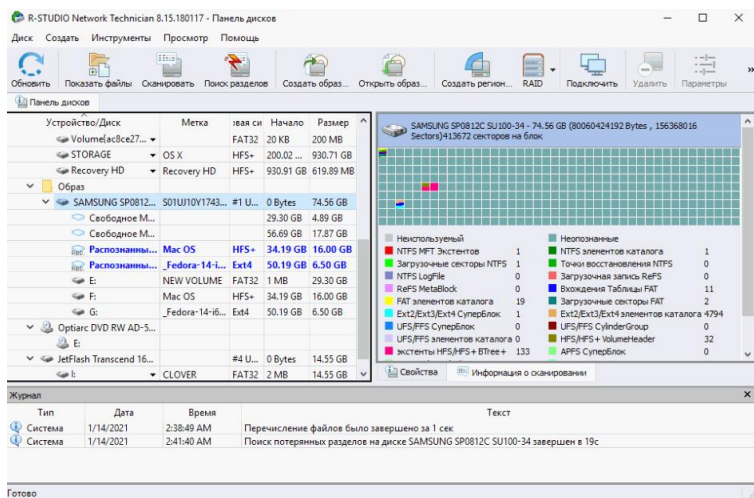 R-STUDIO Network Technician 8.15.180117 - Панель дисков
Диск Создать Инструменты Просмотр Помощь
Обновить Показать файлы Сканировать Поиск разделов Создать образ... Открыть образ... Создать регион... RAID Подключить Удалить Параметры
Панель дисков
Устройство/Диск Метка эвая си Начало Размер
Volume{ac8ce27... FAT32 20 KB 200 MB
STORAGE OS X HFS+ 200.02 ... 930.71 GB
Recovery HD Recovery HD HFS+ 930.91 GB 619.89 MB
Образ
SAMSUNG SP0812... S01UJ10Y1743... #1 U... 0 Bytes 74.56 GB
Свободное М... 29.30 GB 4.89 GB
Свободное М... 56.69 GB 17.87 GB
Распознанны... Mac OS HFS+ 34.19 GB 16.00 GB
Распознанны... _Fedora-14-i... Ext4 50.19 GB 6.50 GB
E: NEW VOLUME FAT32 1 MB 29.30 GB
F: Mac OS HFS+ 34.19 GB 16.00 GB
G: _Fedora-14-i6... Ext4 50.19 GB 6.50 GB
Optiarc DVD RW AD-5...
E:
JetFlash Transcend 16... #4 U... 0 Bytes 14.55 GB
I: CLOVER FAT32 2 MB 14.55 GB
SAMSUNG SP0812C SU100-34 - 74.56 GB (80060424192 Bytes , 156368016
Sectors)413672 секторов на блок
Неиспользуемый Неопознанные
NTFS MFT Экстентов 1 NTFS элементов каталога 1
Загрузочные секторы NTFS 1 Точки восстановления NTFS 0
NTFS LogFile 1 Загрузочная запись ReFS 0
ReFS MetaBlock 0 Вхождения Таблицы FAT 11
FAT элементов каталога 19 Загрузочные секторы FAT 2
Ext2/Ext3/Ext4 СуперБлок 1 Ext2/Ext3/Ext4 элементов каталога 4794
UFS/FFS СуперБлок 0 UFS/FFS CylinderGroup 0
UFS/FFS элементов каталога 0 HFS/HFS+ VolumeHeader 32
экстенты HFS/HFS+ BTree+ 133 APFS СуперБлок 0
Свойства Информация о сканировании
Журнал
Тип Дата Время Текст
Система 1/14/2021 2:38:49 AM Перечисление файлов было завершено за 1 сек
Система 1/14/2021 2:41:40 AM Поиск потерянных разделов на диске SAMSUNG SP0812C SU100-34 завершен в 19с
Готово